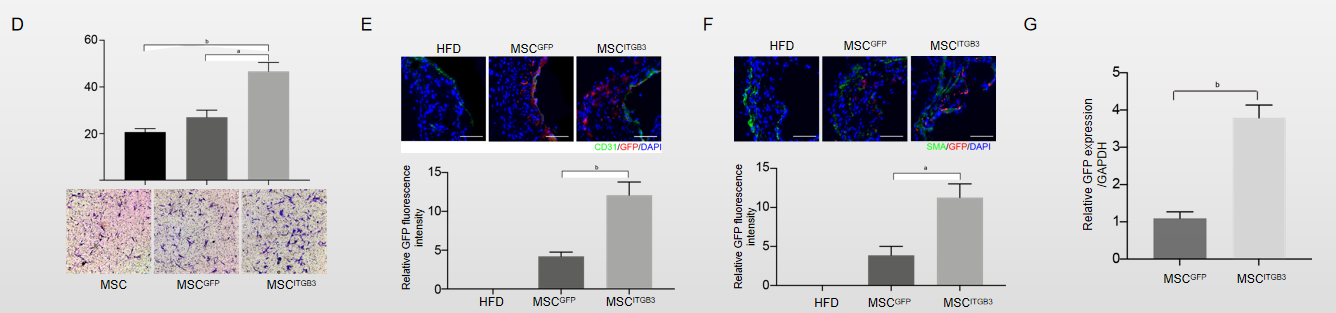 D
60
40
20
b
a
MSC
MSCGFP
MSCITGB3
E
HFD
MSCGFP
MSCITGB3
CD31/GFP/DAPI
Relative GFP fluorescence
intensity
15
10
5
0
b
HFD
MSCGFP
MSCITGB3
F
HFD
MSCGFP
MSCITGB3
SMA/GFP/DAPI
Relative GFP fluorescence
intensity
15
10
5
0
a
HFD
MSCGFP
MSCITGB3
G
Relative GFP expression
/GAPDH
5
4
3
2
1
0
b
MSCGFP
MSCITGB3